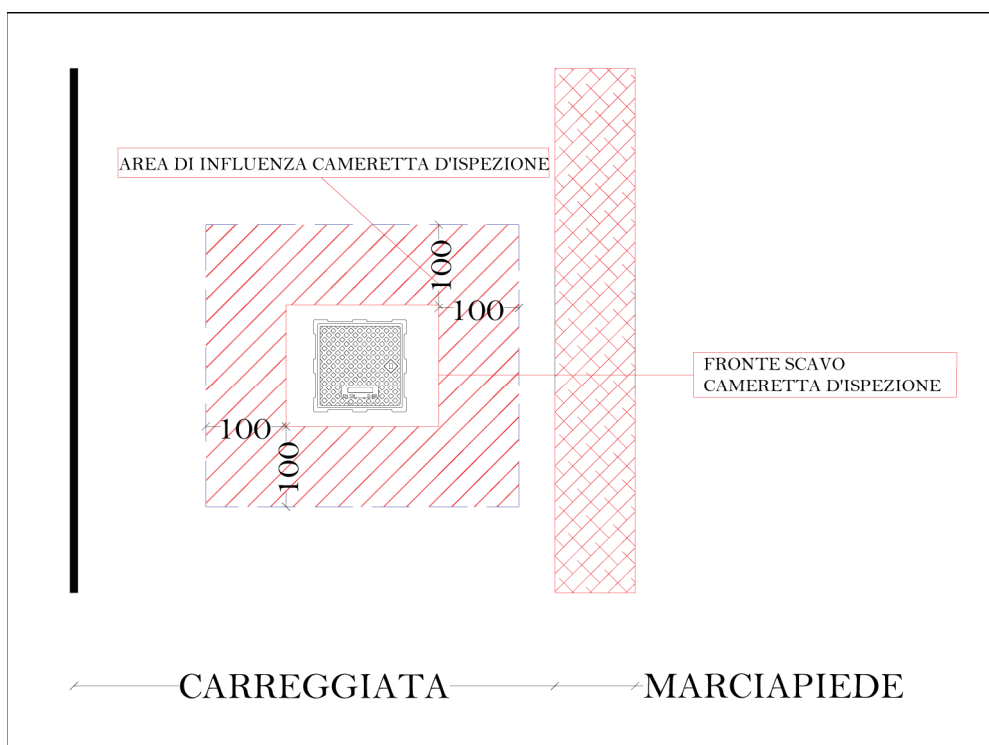 AREA DI INFLUENZA CAMERETTA D'ISPEZIONE
100
100
FRONTE SCAVO
CAMERETTA D'ISPEZIONE
100
100
CARREGGIATA
MARCIAPIEDE